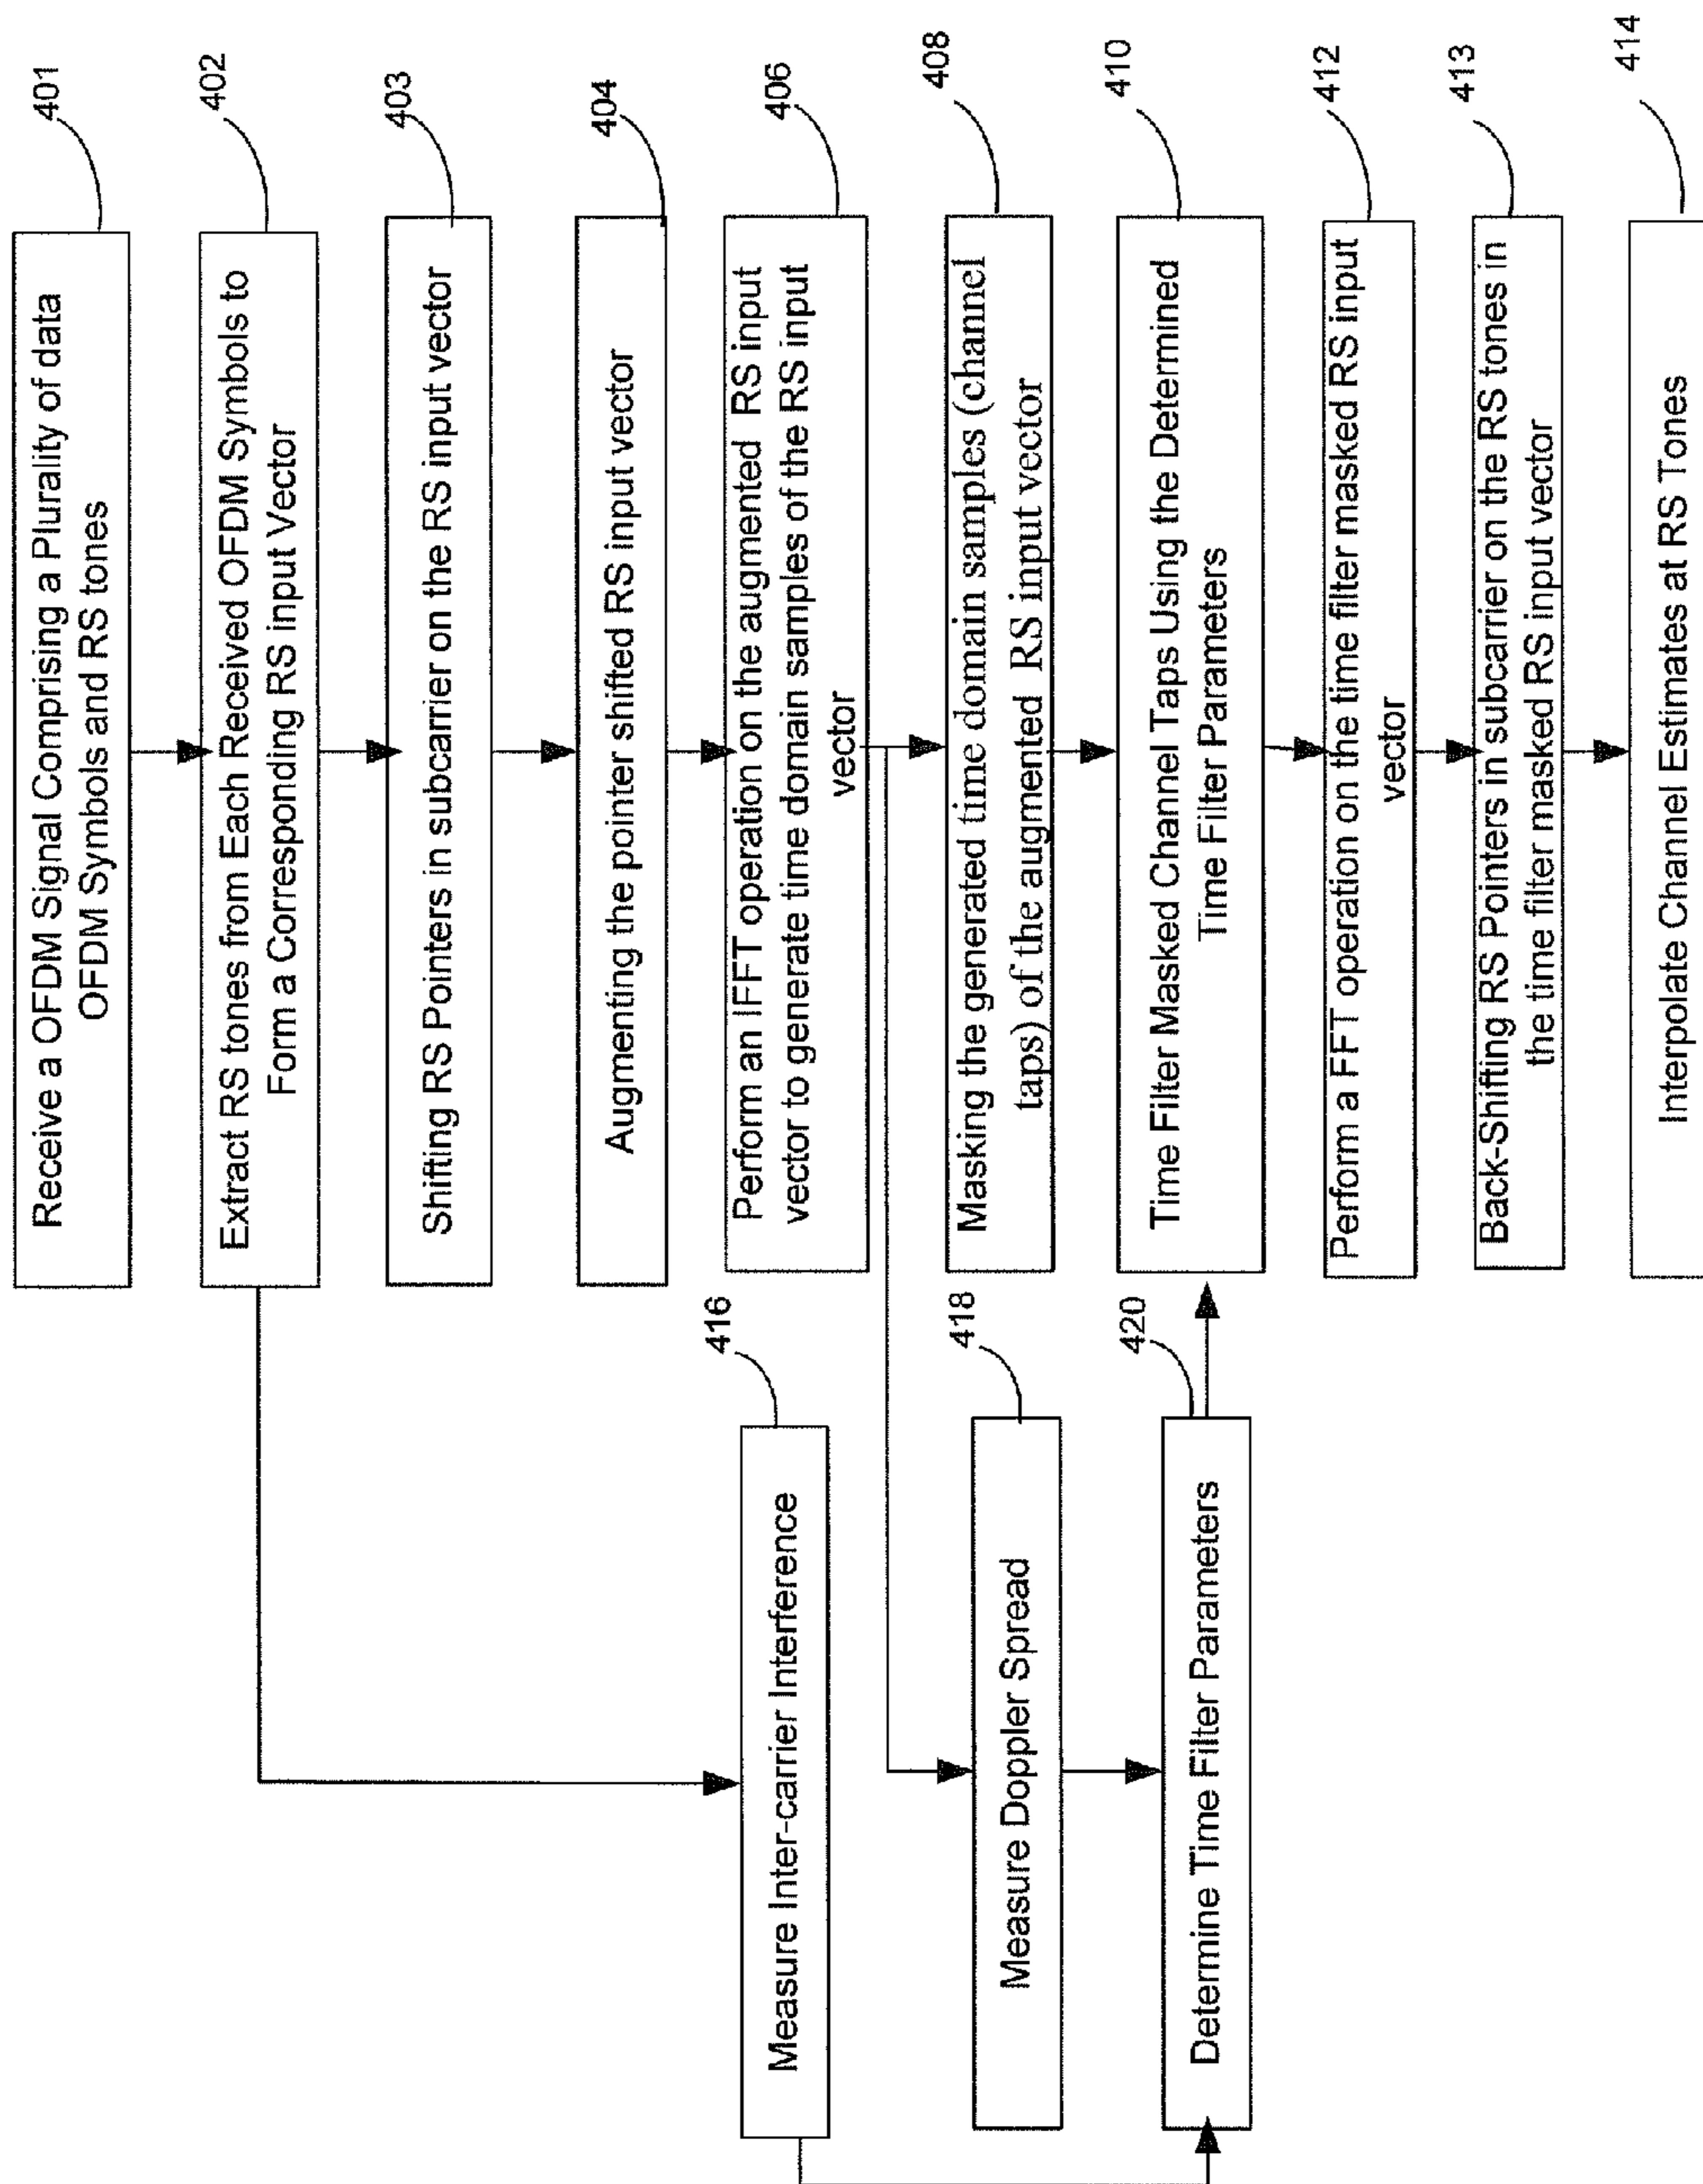 Receive a OFDM Signal Comprising a Plurality of data
OFDM Symbols and RS tones
401
Extract RS tones from Each Received OFDM Symbols to
Form a Corresponding RS input Vector
402
Shifting RS Pointers in subcarrier on the RS input vector
403
Augmenting the pointer shifted RS input vector
404
Perform an IFFT operation on the augmented RS input
vector to generate time domain samples of the RS input
vector
406
Masking the generated time domain samples (channel
taps) of the augmented RS input vector
408
Time Filter Masked Channel Taps Using the Determined
Time Filter Parameters
410
Perform a FFT operation on the time filter masked RS input
vector
412
Back-Shifting RS Pointers in subcarrier on the RS tones in
the time filter masked RS input vector
413
Interpolate Channel Estimates at RS Tones
414
Measure Inter-carrier Interference
416
Measure Doppler Spread
418
Determine Time Filter Parameters
420